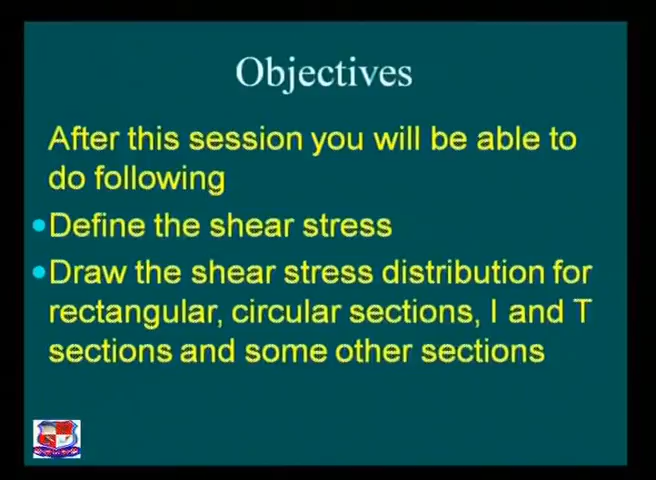 Objectives
After this session you will be able to
do following
•Define the shear stress
•Draw the shear stress distribution for
rectangular, circular sections, I and T
sections and some other sections